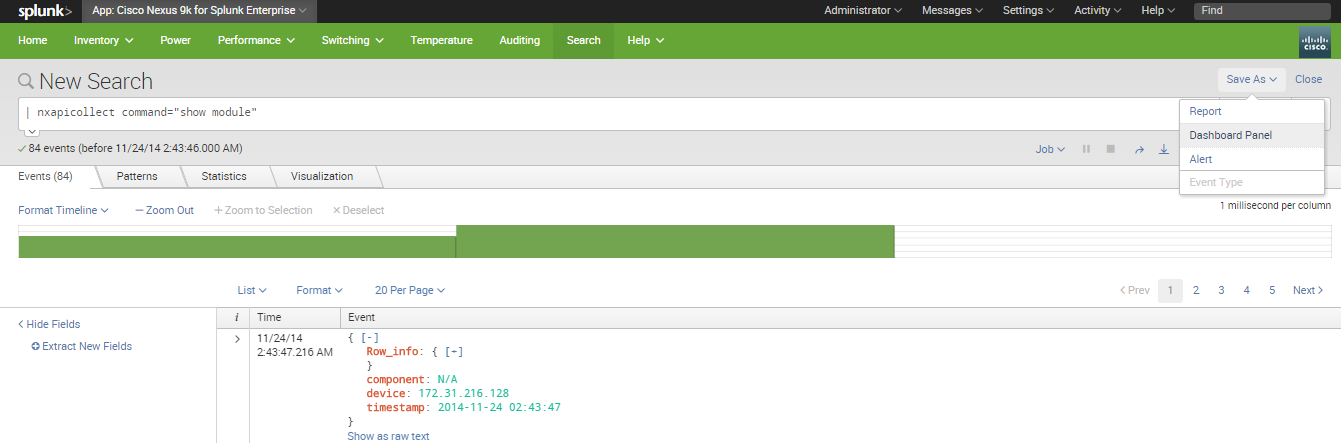 splunk> App: Cisco Nexus 9k for Splunk Enterprise Administrator Messages Settings Activity Help Find
Home Inventory Power Performance Switching Temperature Auditing Search Help CISCO
New Search Save As Close
| nxapicollect command="show module"
Report
Dashboard Panel
Alert
Event Type
84 events (before 11/24/14 2:43:46.000 AM) Job
Events (84) Patterns Statistics Visualization
Format Timeline – Zoom Out + Zoom to Selection × Deselect 1 millisecond per column
List Format 20 Per Page < Prev 1 2 3 4 5 Next >
< Hide Fields i Time Event
Extract New Fields
11/24/14 { [-]
2:43:47.216 AM Row_info: { [+]
}
component: N/A
device: 172.31.216.128
timestamp: 2014-11-24 02:43:47
}
Show as raw text